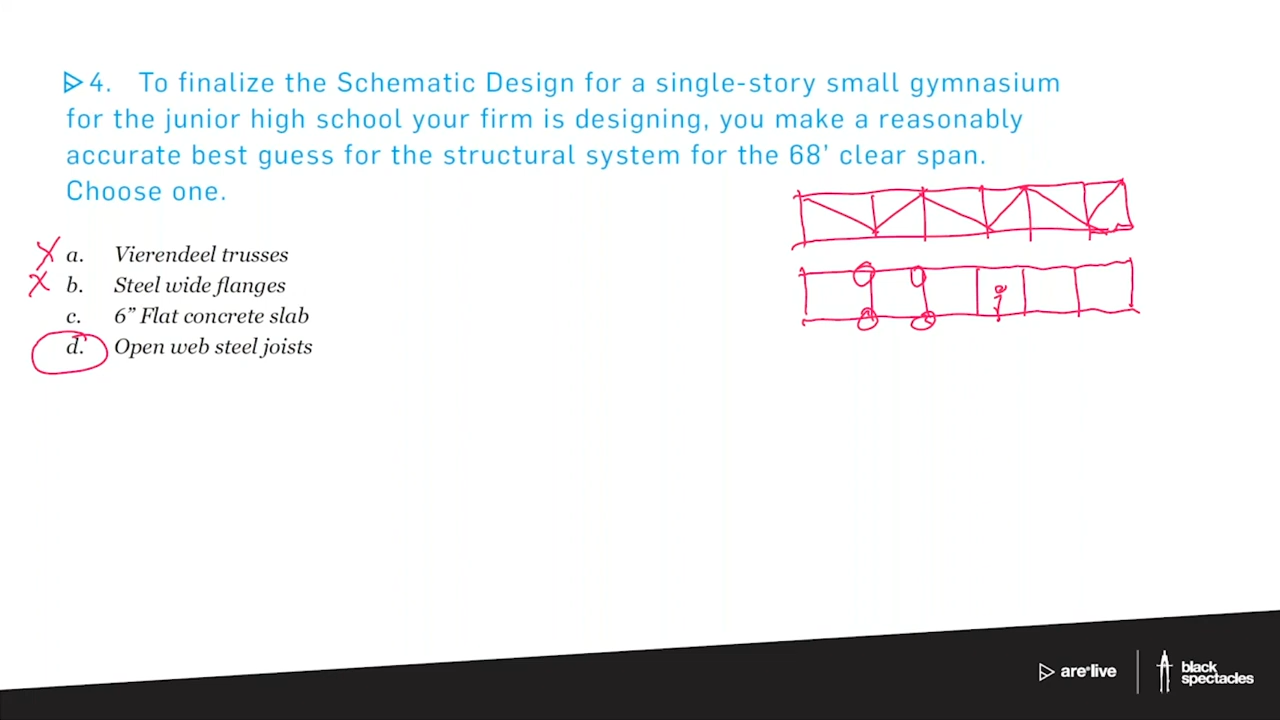 4. To finalize the Schematic Design for a single-story small gymnasium
for the junior high school your firm is designing, you make a reasonably
accurate best guess for the structural system for the 68’ clear span.
Choose one.
X a. Vierendeel trusses
X b. Steel wide flanges
c. 6” Flat concrete slab
d. Open web steel joists
are live
black
spectacles